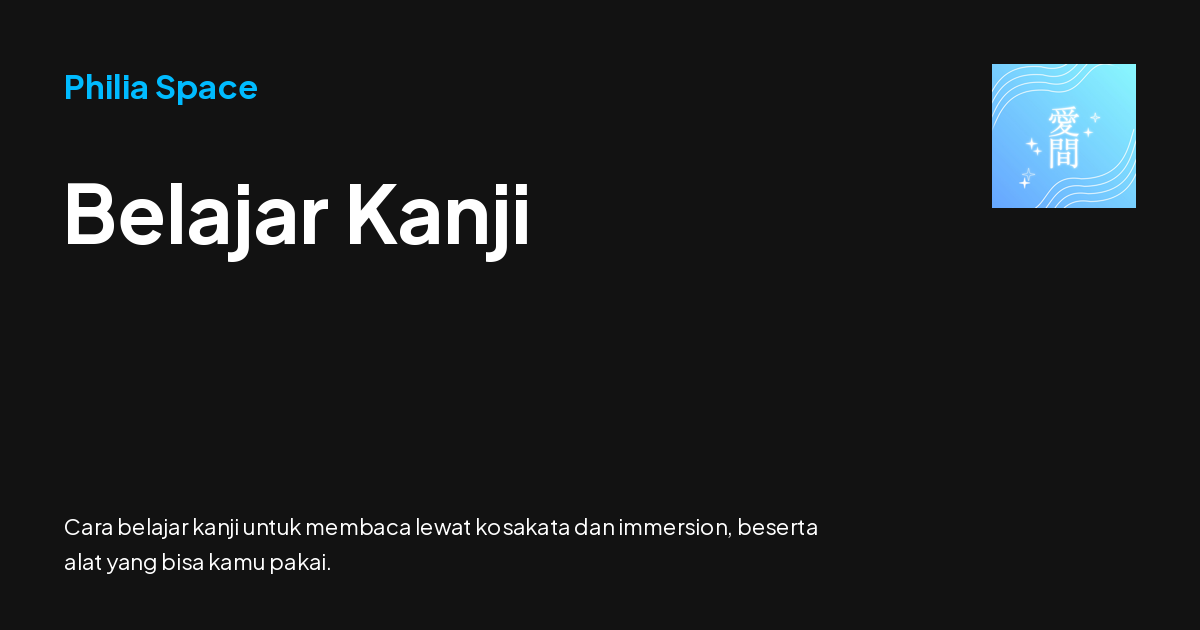 Philia Space
愛間
Belajar Kanji
Cara belajar kanji untuk membaca lewat kosakata dan immersion, beserta
alat yang bisa kamu pakai.